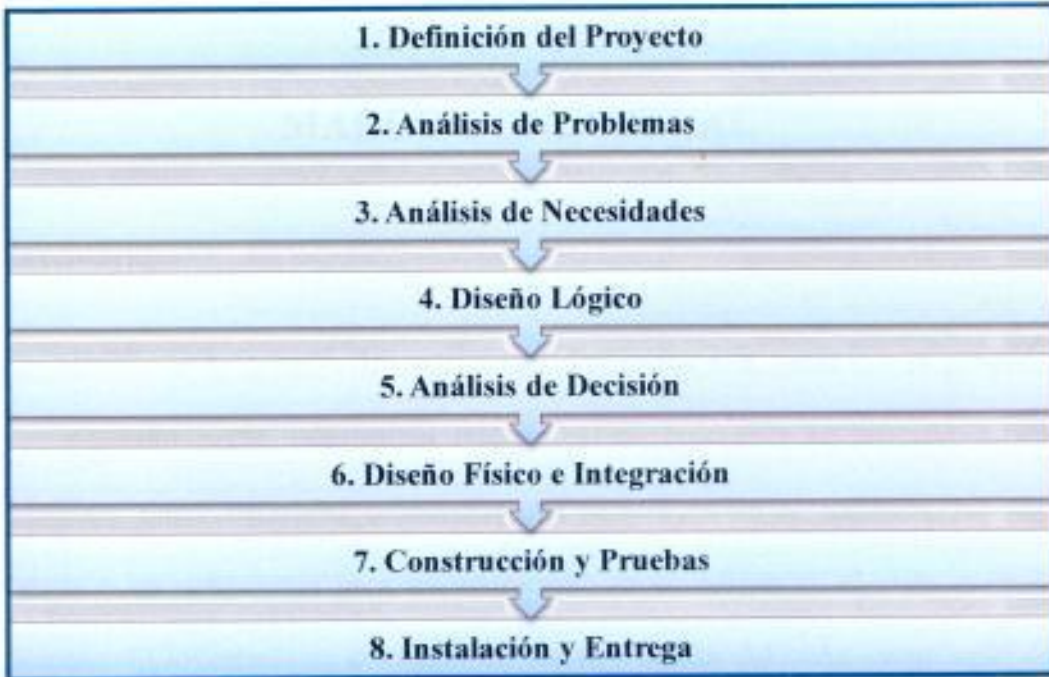 1. Definición del Proyecto
2. Análisis de Problemas
3. Análisis de Necesidades
4. Diseño Lógico
5. Análisis de Decisión
6. Diseño Físico e Integración
7. Construcción y Pruebas
8. Instalación y Entrega